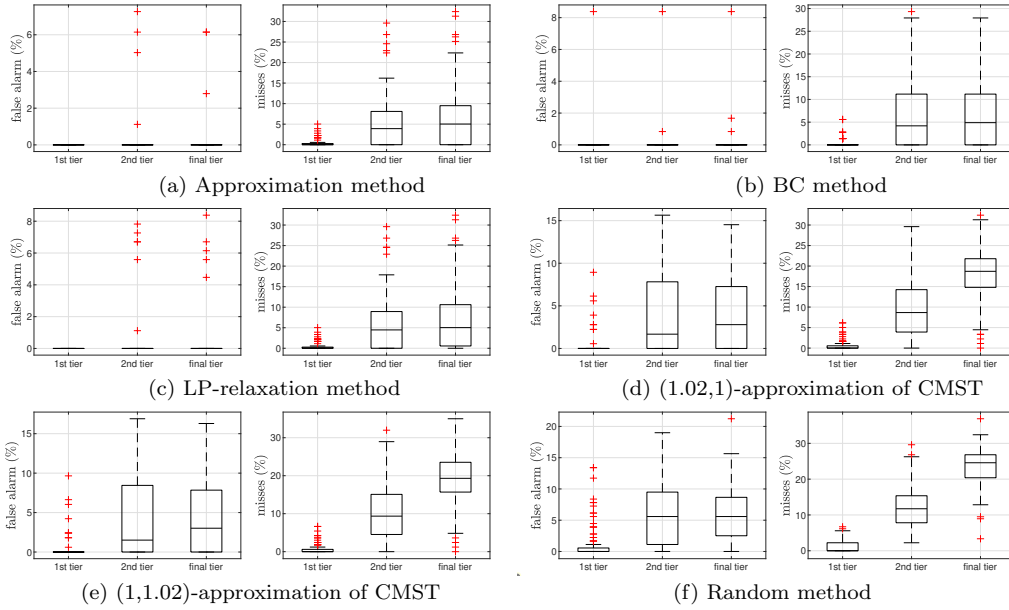 false alarm (%)
6
4
2
0
1st tier 2nd tier final tier
misses (%)
30
25
20
15
10
5
0
1st tier 2nd tier final tier
(a) Approximation method
false alarm (%)
8
6
4
2
0
1st tier 2nd tier final tier
misses (%)
30
25
20
15
10
5
0
1st tier 2nd tier final tier
(b) BC method
false alarm (%)
8
6
4
2
0
1st tier 2nd tier final tier
misses (%)
30
25
20
15
10
5
0
1st tier 2nd tier final tier
(c) LP-relaxation method
false alarm (%)
15
10
5
0
1st tier 2nd tier final tier
misses (%)
30
25
20
15
10
5
0
1st tier 2nd tier final tier
(d) (1.02,1)-approximation of CMST
false alarm (%)
15
10
5
0
1st tier 2nd tier final tier
misses (%)
30
20
10
0
1st tier 2nd tier final tier
(e) (1,1.02)-approximation of CMST
false alarm (%)
20
15
10
5
0
1st tier 2nd tier final tier
misses (%)
30
20
10
0
1st tier 2nd tier final tier
(f) Random method